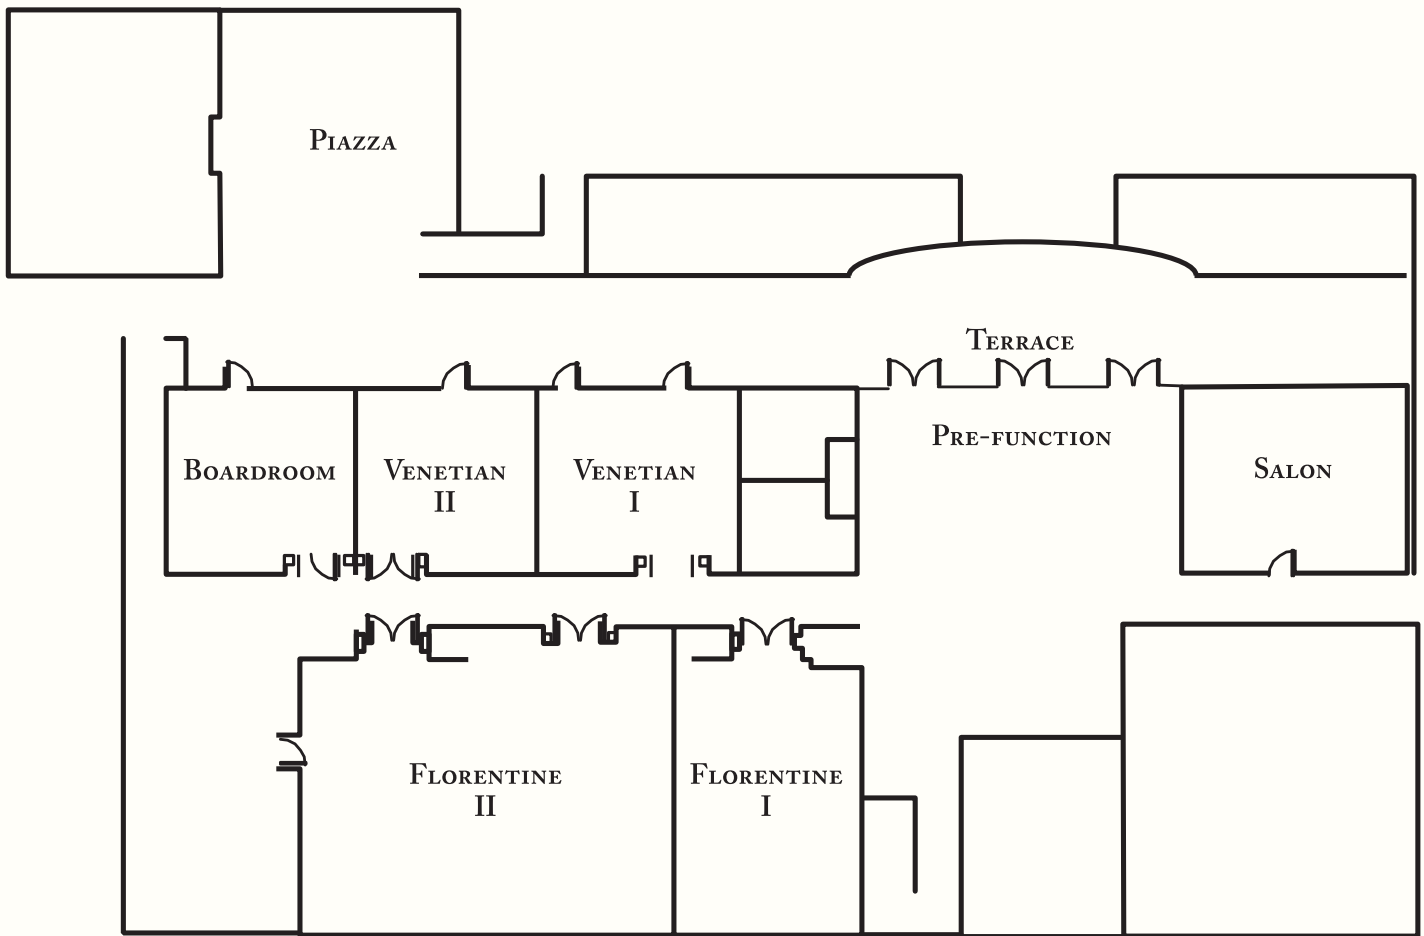 Piazza
Terrace
Pre-function
Boardroom
Venetian
II
Venetian
I
Salon
Florentine
II
Florentine
I